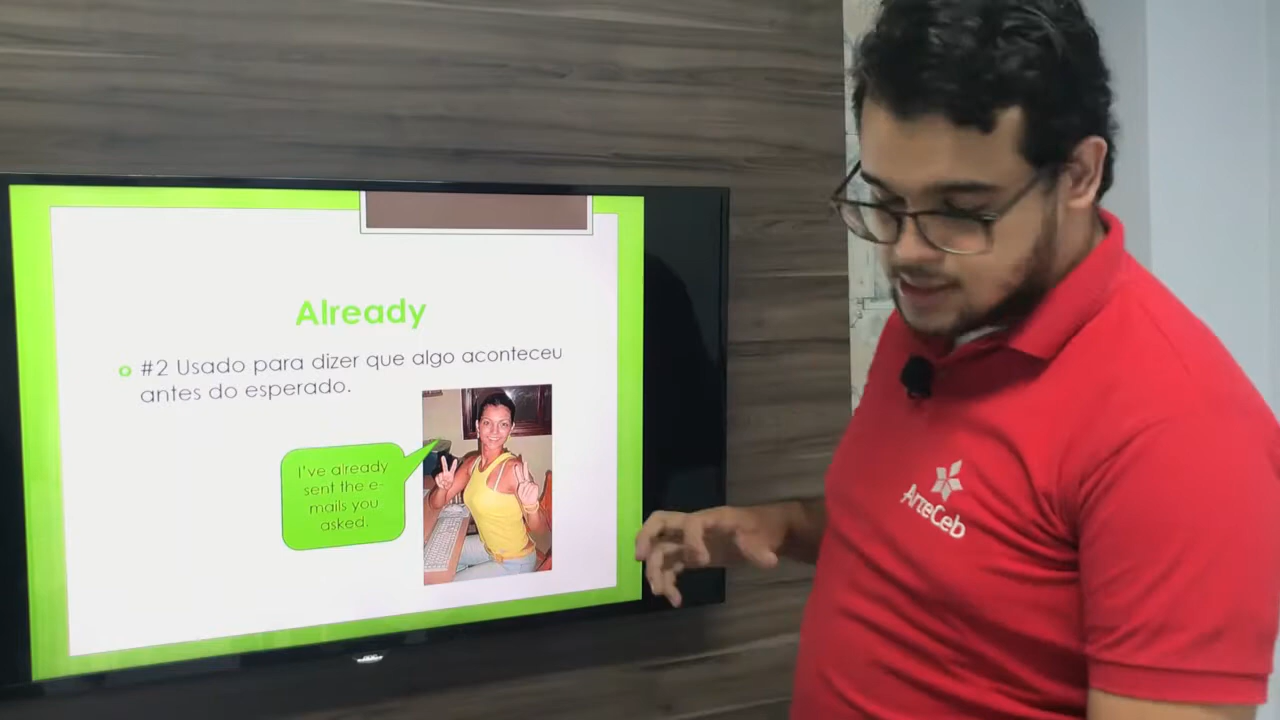 Already
#2 Usado para dizer que algo aconteceu
antes do esperado.
I've already
sent the e-
mails you
asked.
ArteCeb